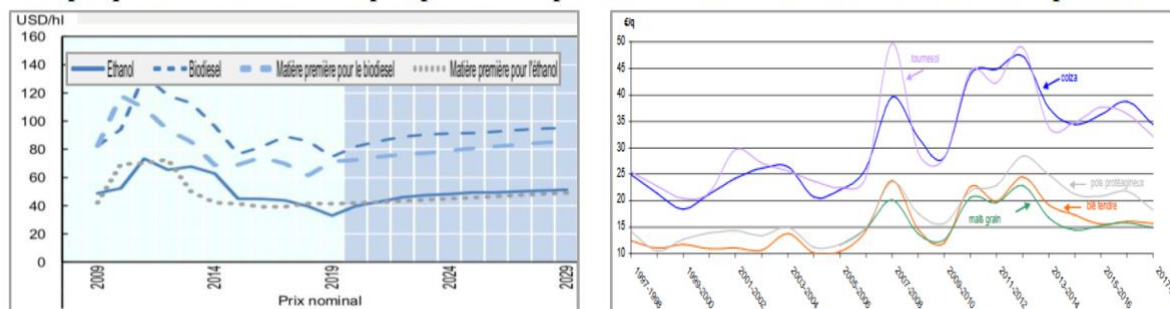 USD/hl
160
140
120
100
80
60
40
20
0
Ethanol Biodiesel Matière première pour le biodiesel Matière première pour l'éthanol
2009 2014 2019 2024 2029
Prix nominal
€/q
50
45
40
35
30
25
20
15
10
tournesol
colza
pois protéagineux
blé tendre
maïs grain
1997-1998 1999-2000 2001-2002 2003-2004 2005-2006 2007-2008 2009-2010 2011-2012 2013-2014 2015-2016